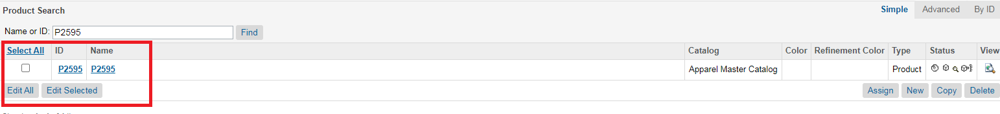 Product Search
Simple Advanced By ID
Name or ID: P2595 Find
Select All ID Name Catalog Color Refinement Color Type Status View
P2595 P2595 Apparel Master Catalog Product
Edit All Edit Selected Assign New Copy Delete